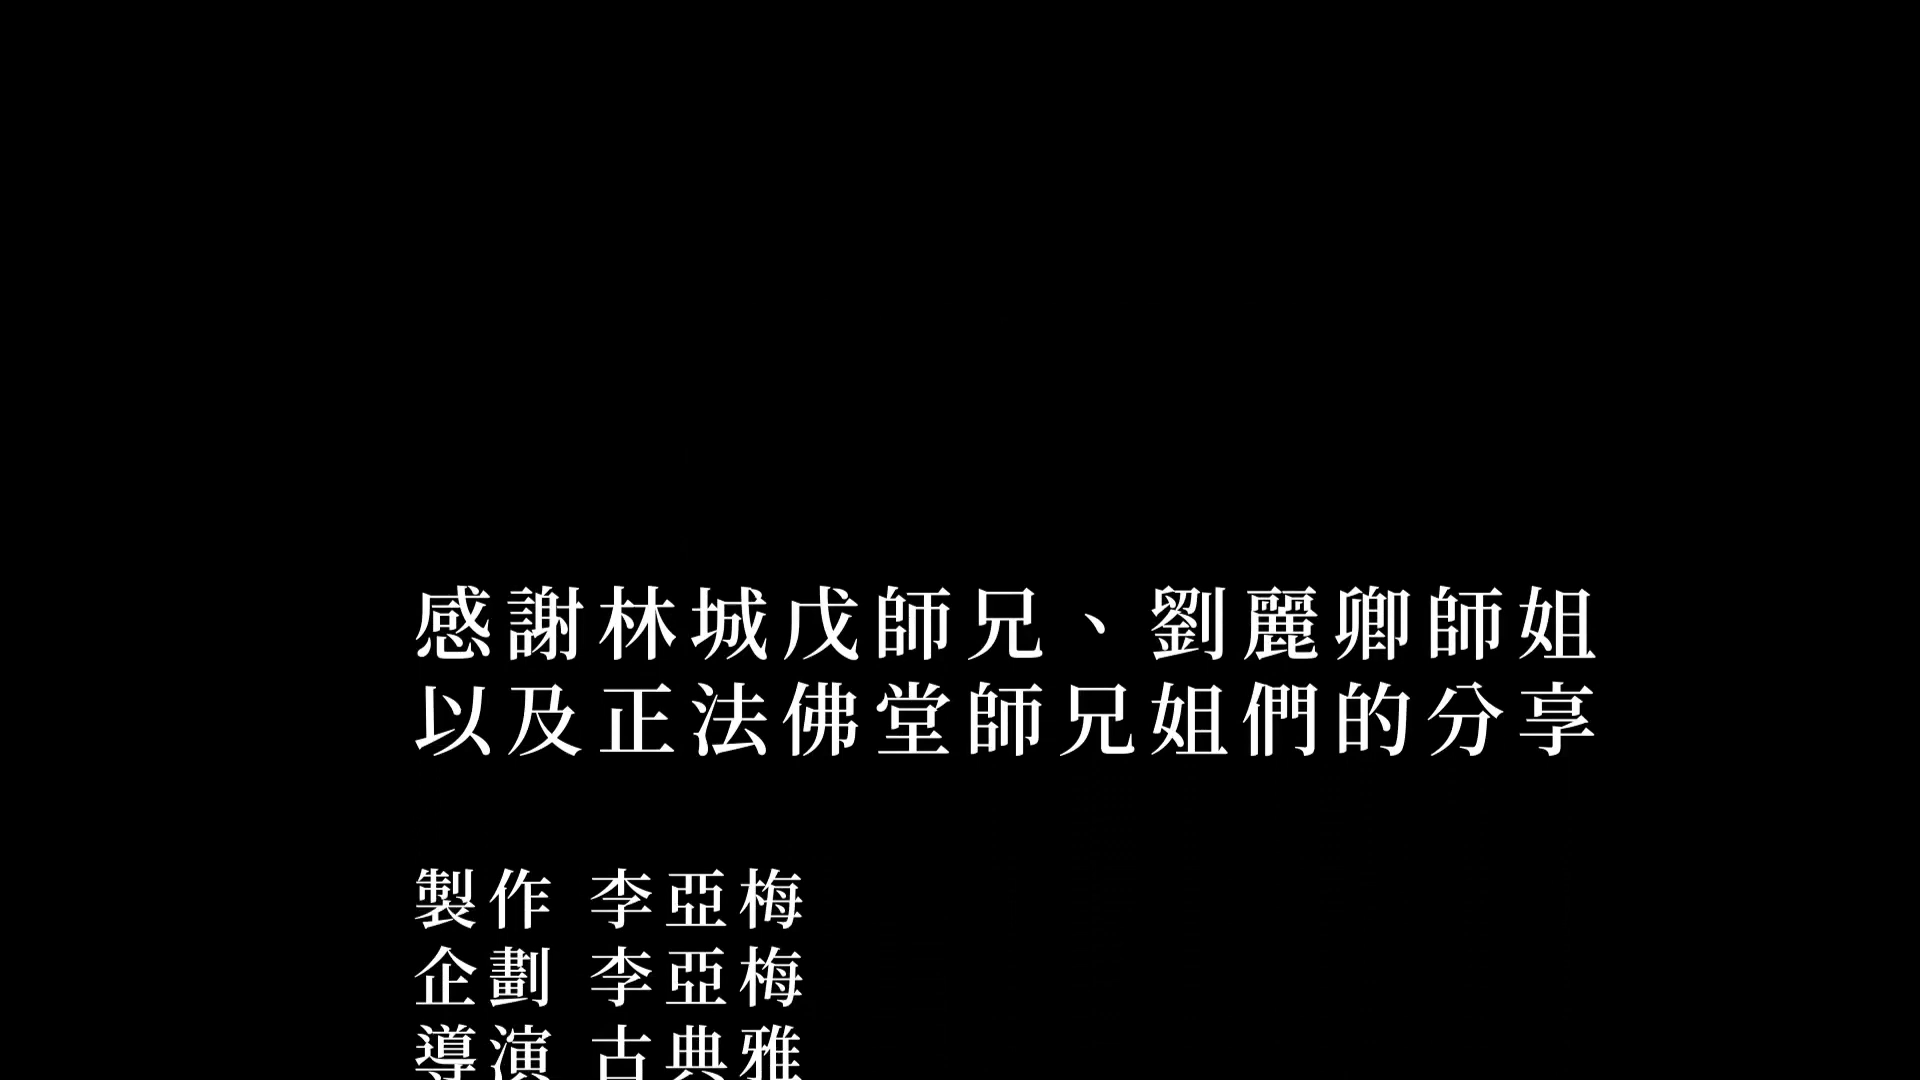 感謝林城戊師兄、劉麗卿師姐
以及正法佛堂師兄姐們的分享
製作 李亞梅
企劃 李亞梅
導演 古典雅